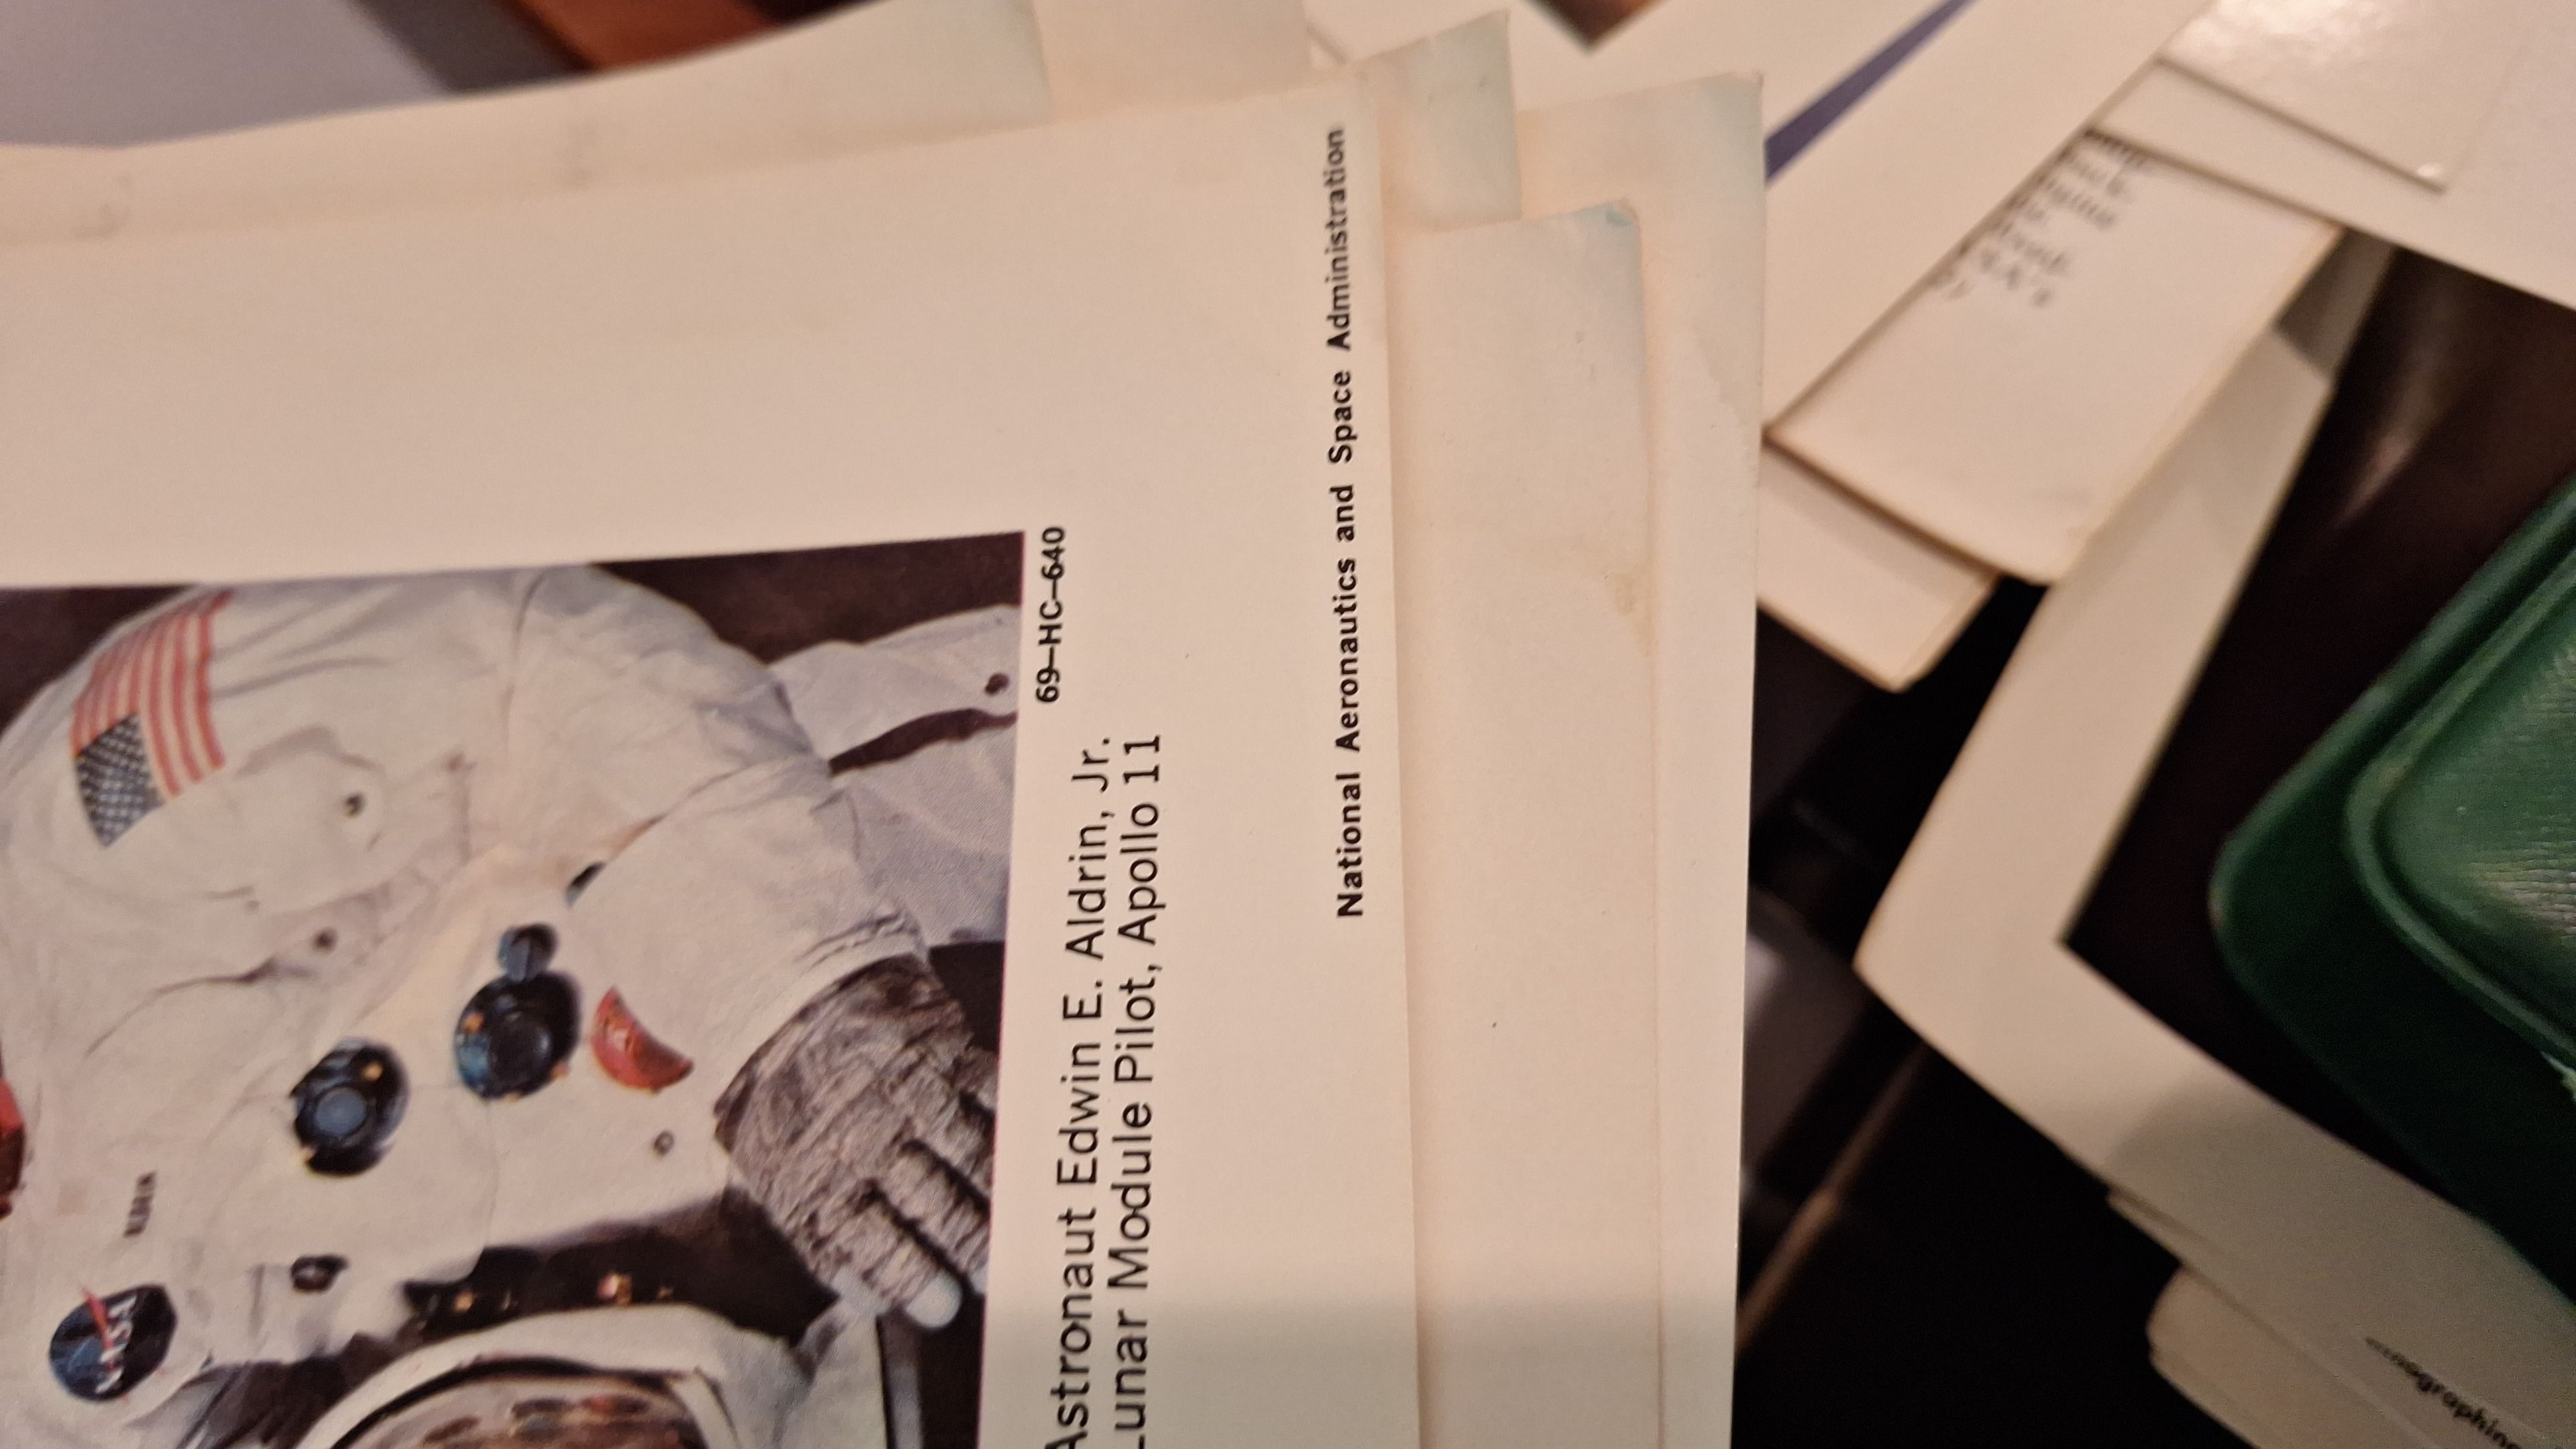 69-HC-640
Astronaut Edwin E. Aldrin, Jr.
Lunar Module Pilot, Apollo 11
National Aeronautics and Space Administration
NASA